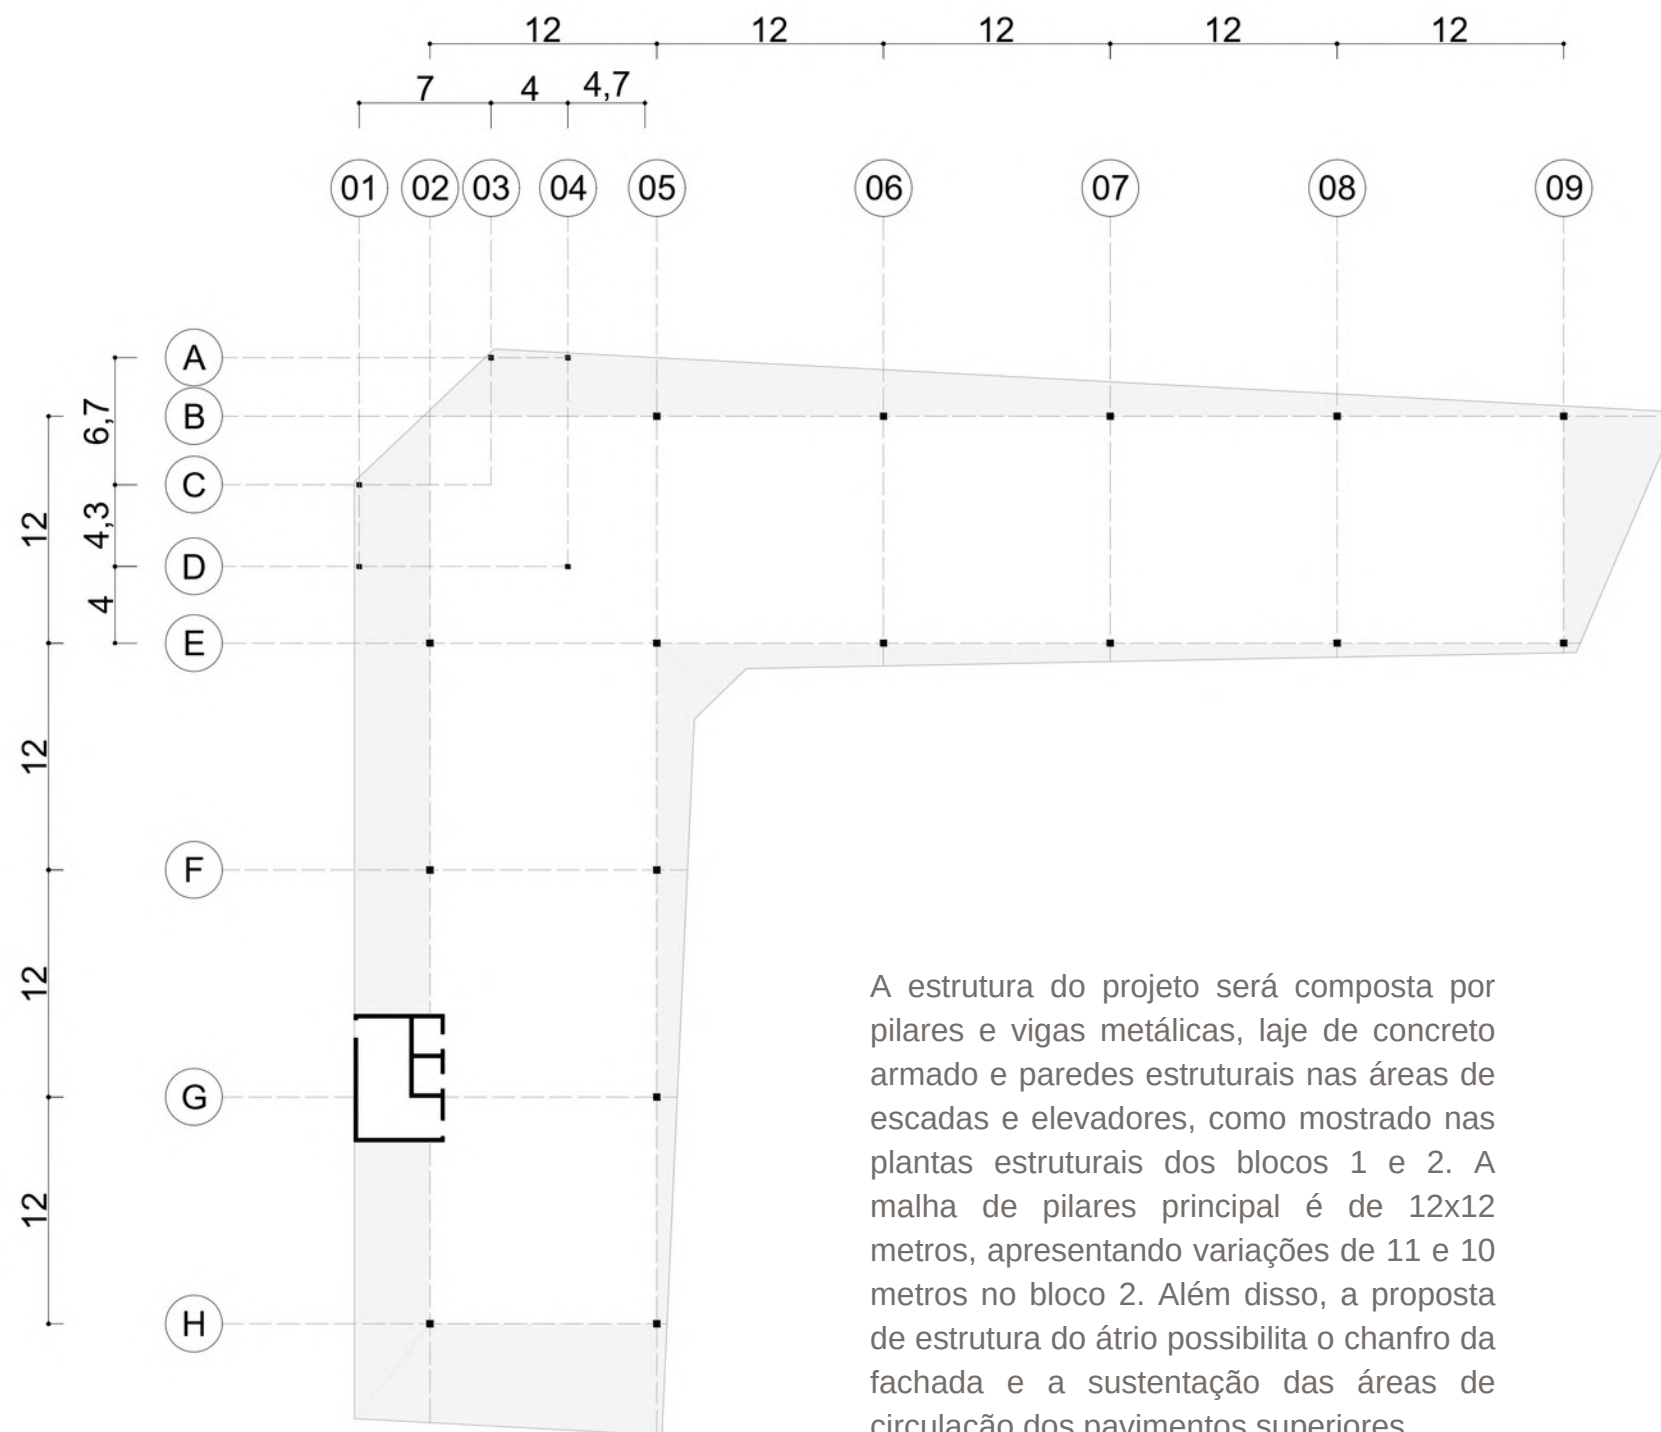 12 12 12 12 12
7 4 4,7
01 02 03 04 05 06 07 08 09
A
B
6,7
C
12
4,3
D
4
E
12
F
12
G
12
H
A estrutura do projeto será composta por
pilares e vigas metálicas, laje de concreto
armado e paredes estruturais nas áreas de
escadas e elevadores, como mostrado nas
plantas estruturais dos blocos 1 e 2. A
malha de pilares principal é de 12x12
metros, apresentando variações de 11 e 10
metros no bloco 2. Além disso, a proposta
de estrutura do átrio possibilita o chanfro da
fachada e a sustentação das áreas de
circulação dos pavimentos superiores